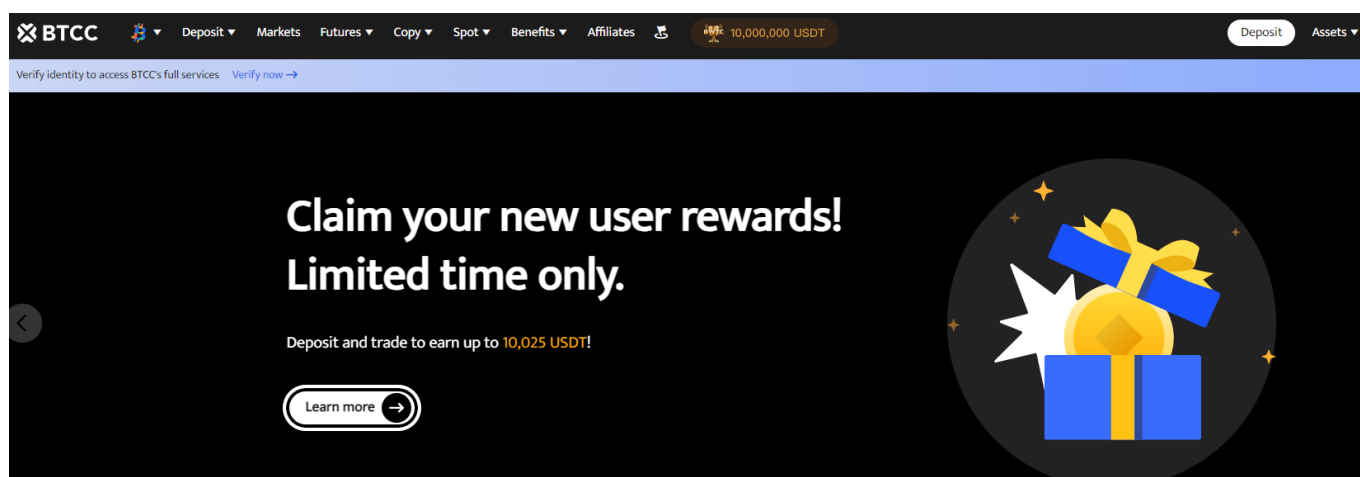 BTCC Deposit Markets Futures Copy Spot Benefits Affiliates 10,000,000 USDT Deposit Assets
Verify identity to access BTCC's full services Verify now →
Claim your new user rewards!
Limited time only.
Deposit and trade to earn up to 10,025 USDT!
Learn more